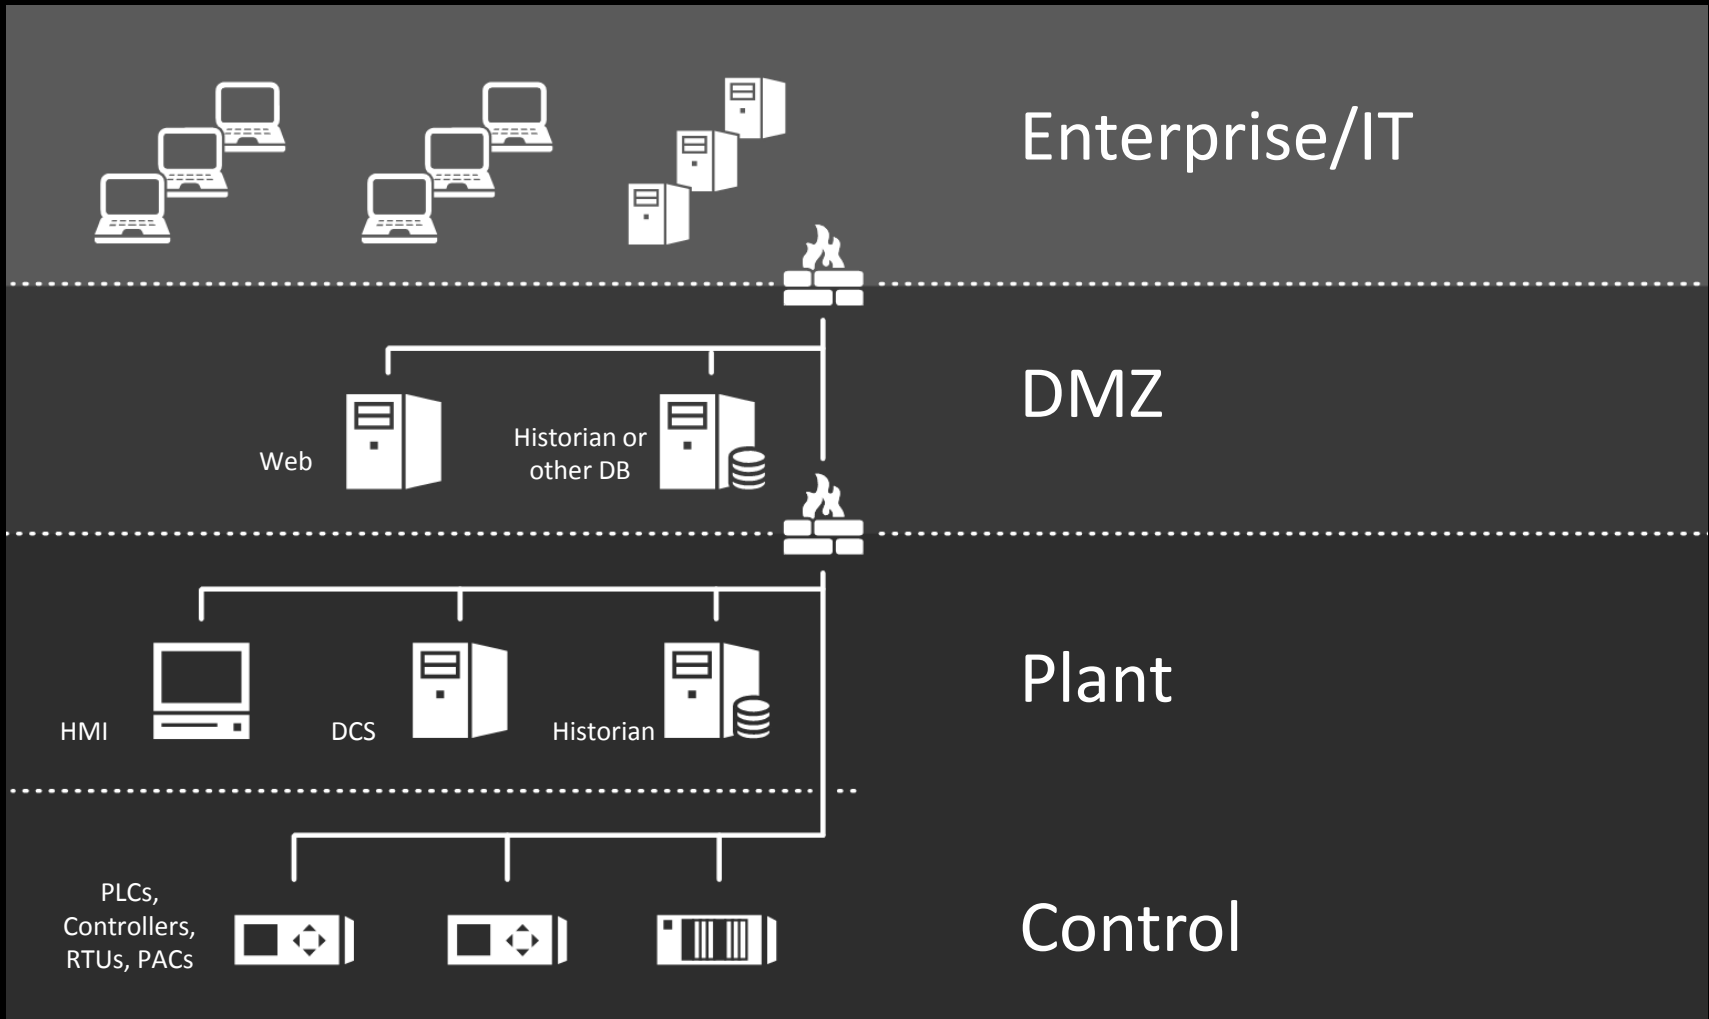 Enterprise/IT
DMZ
Web
Historian or
other DB
Plant
HMI
DCS
Historian
PLCs,
Controllers,
RTUs, PACs
Control